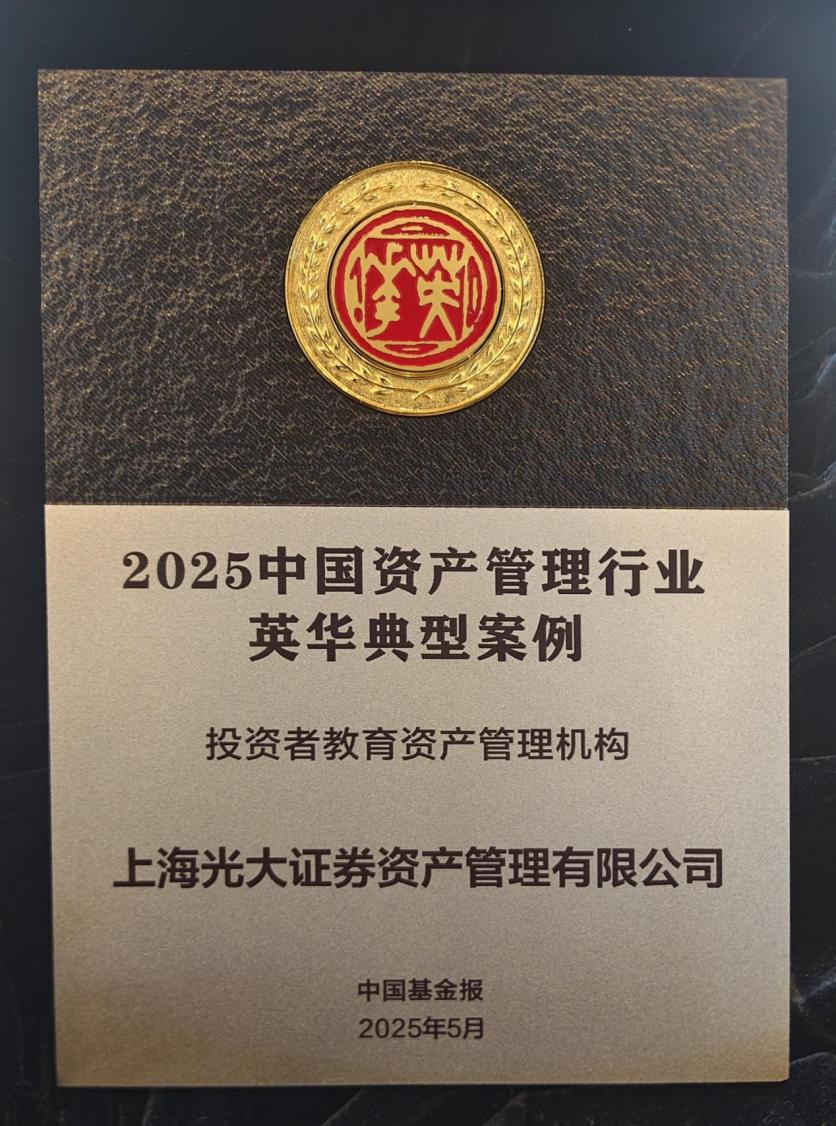 英华
2025中国资产管理行业
英华典型案例
投资者教育资产管理机构
上海光大证券资产管理有限公司
中国基金报
2025年5月